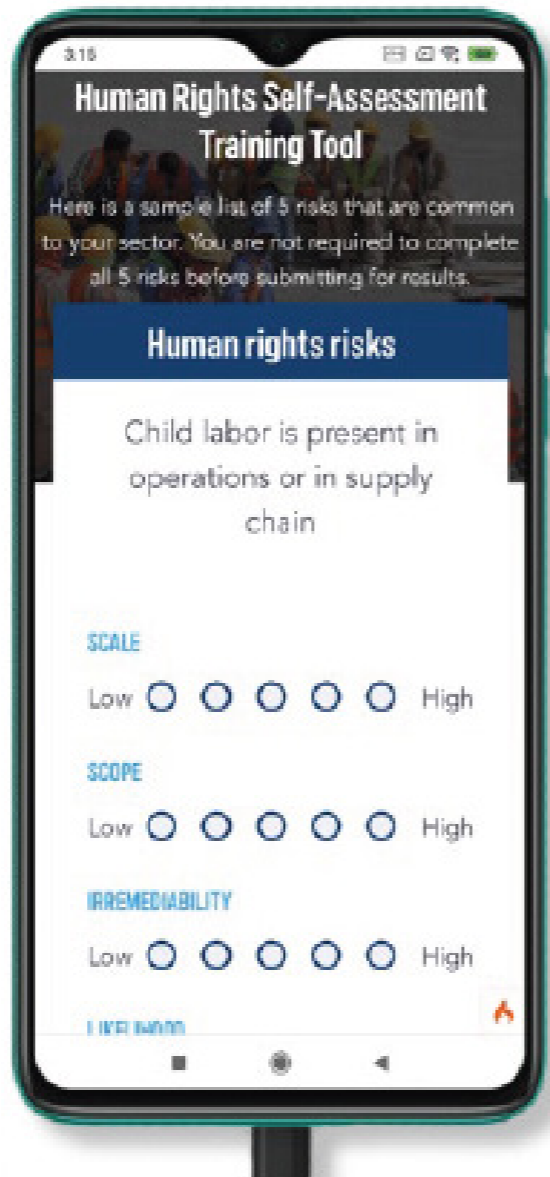 3:15
Human Rights Self-Assessment
Training Tool
Here is a sample list of 5 risks that are common
to your sector. You are not required to complete
all 5 risks before submitting for results.
Human rights risks
Child labor is present in
operations or in supply
chain
SCALE
Low High
SCOPE
Low High
IRREMEDIABILITY
Low High
LIKELIHOOD